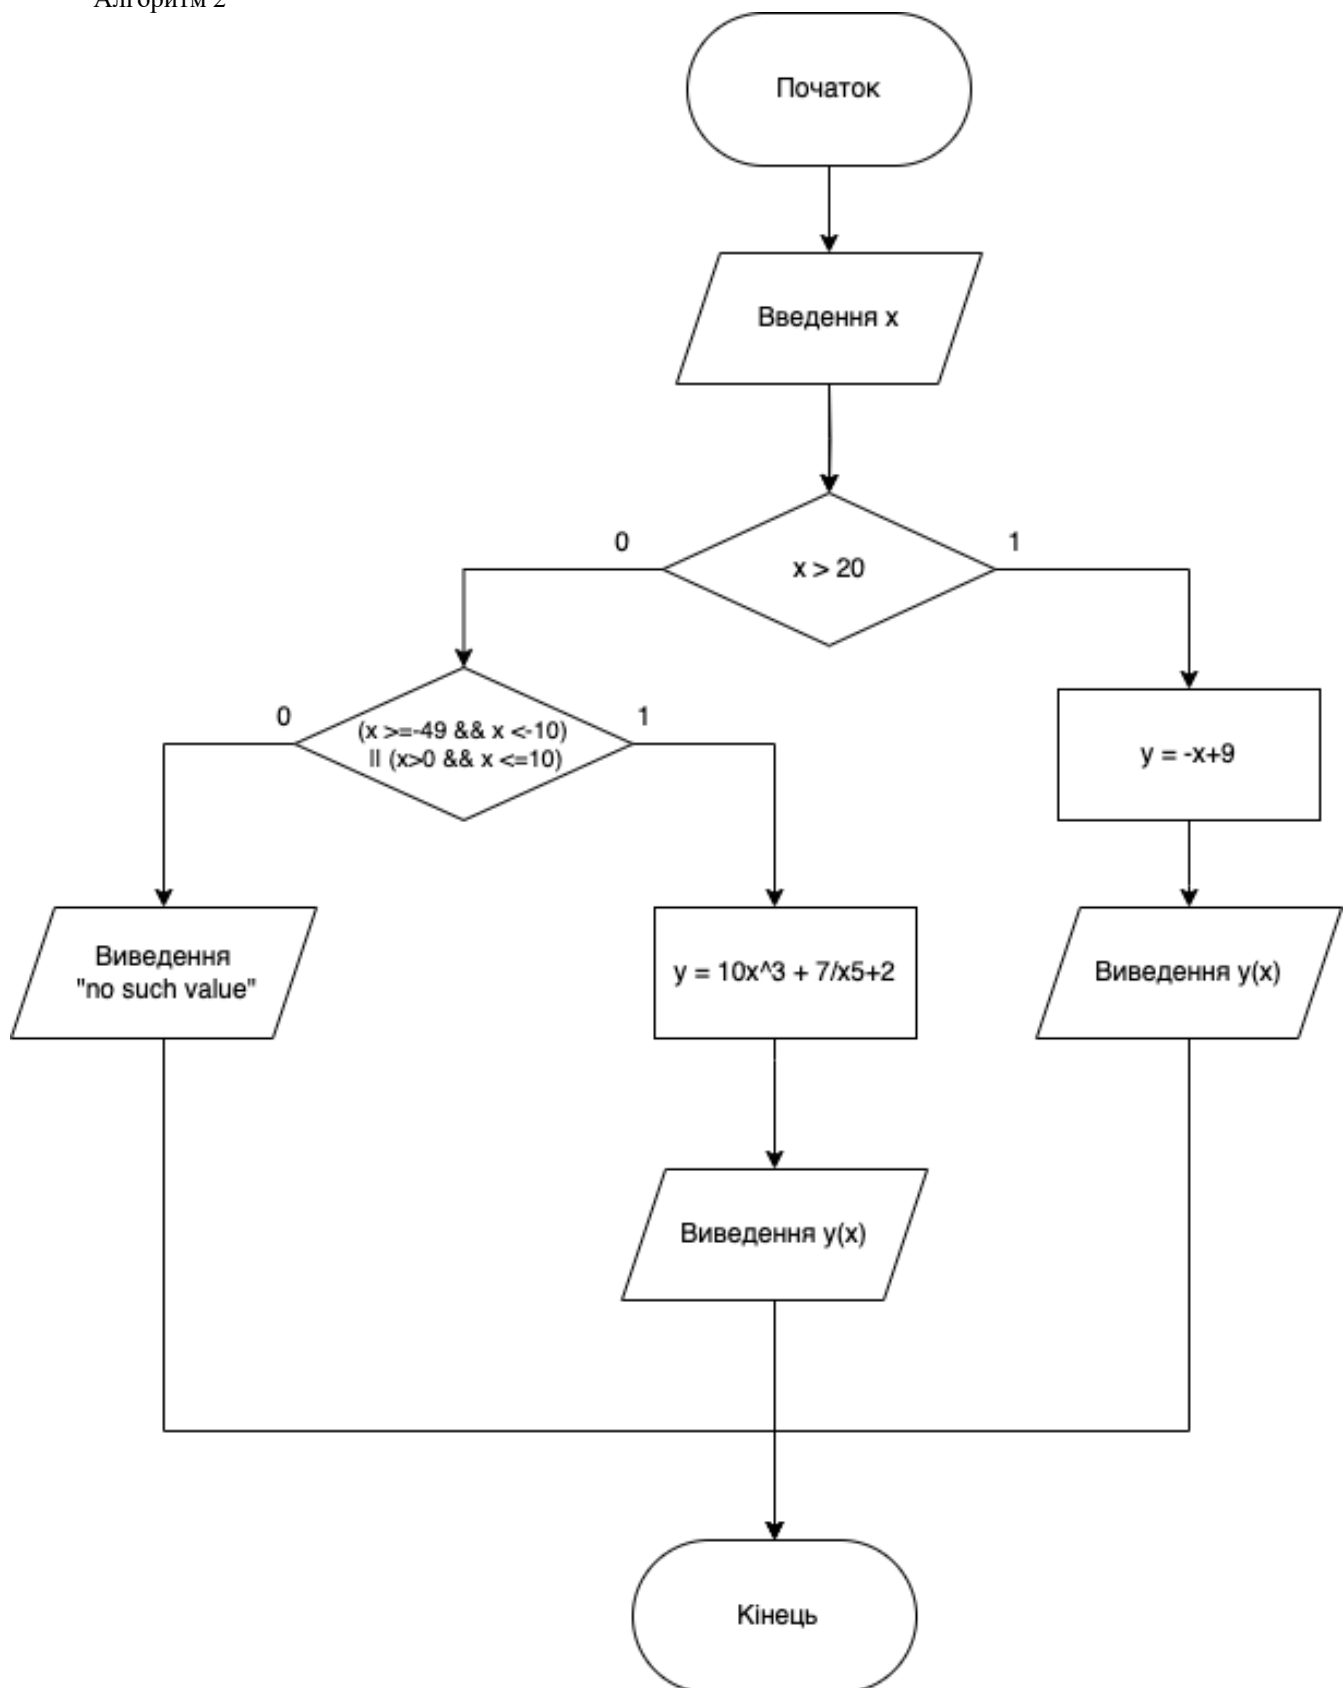 Алгоритм 2
Початок
Введення x
0
1
x > 20
0
1
(x >=-49 && x <-10)
|| (x>0 && x <=10)
y = -x+9
Виведення
"no such value"
y = 10x^3 + 7/x5+2
Виведення y(x)
Виведення y(x)
Кінець